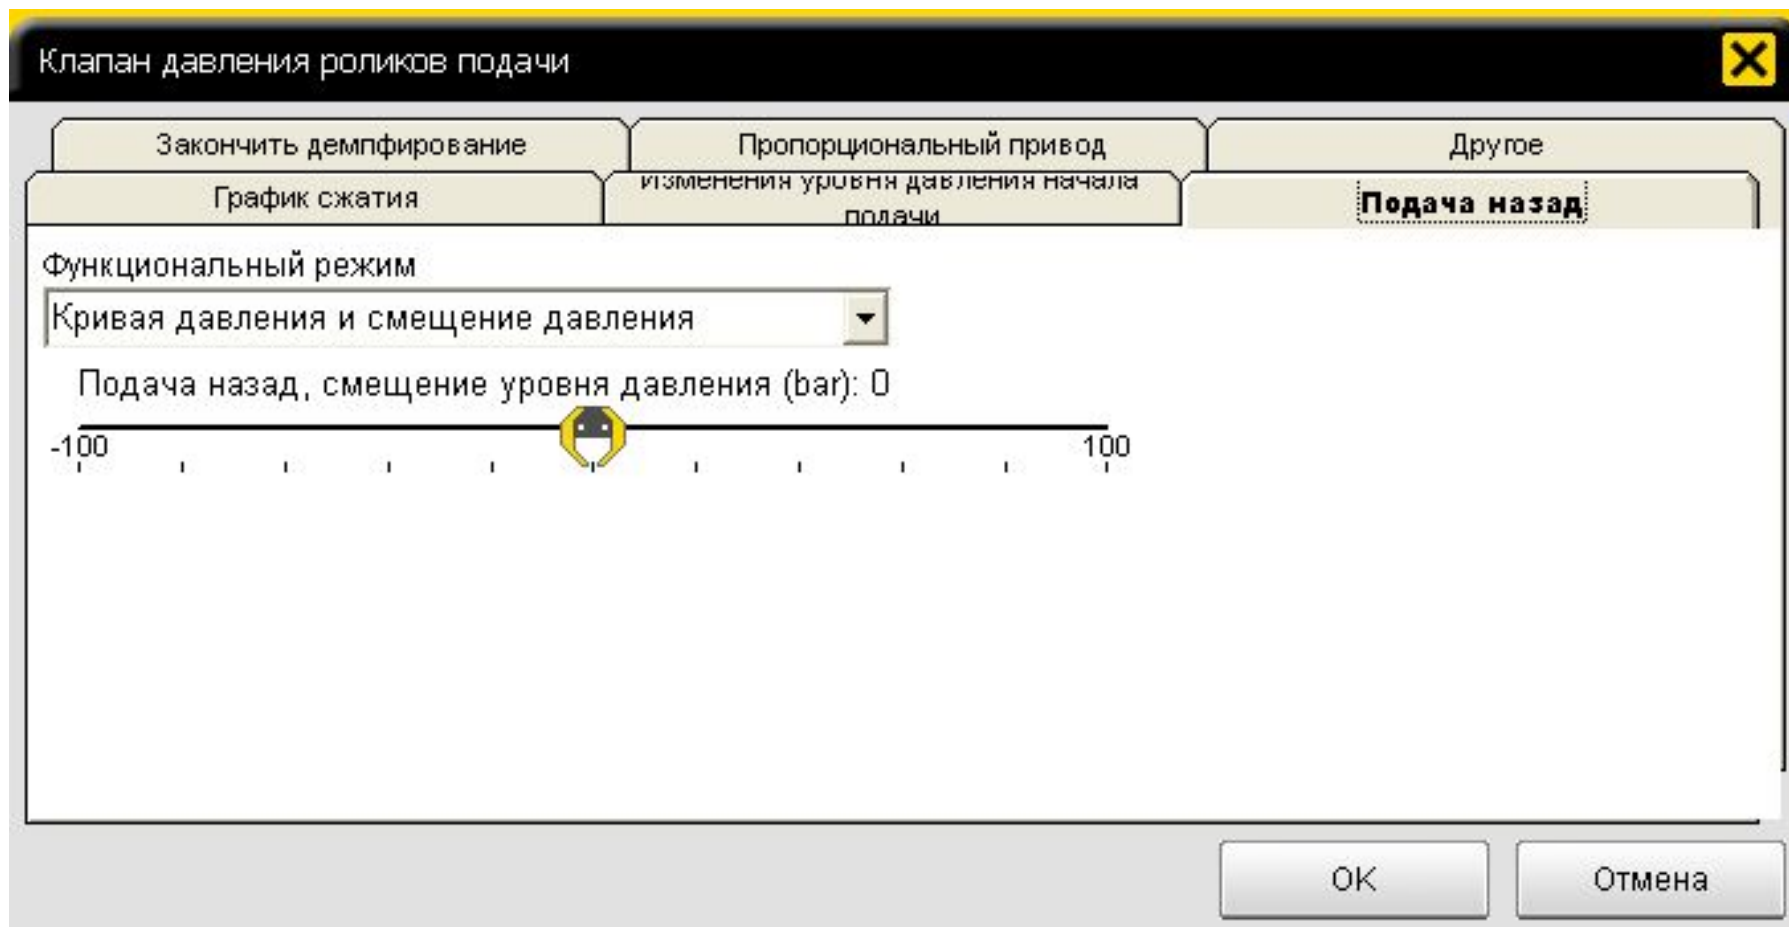 Клапан давления роликов подачи
Закончить демпфирование
Пропорциональный привод
Другое
График сжатия
Изменения уровня давления начала
подачи
Подача назад
Функциональный режим
Кривая давления и смещение давления
Подача назад, смещение уровня давления (bar): 0
-100
100
OK
Отмена